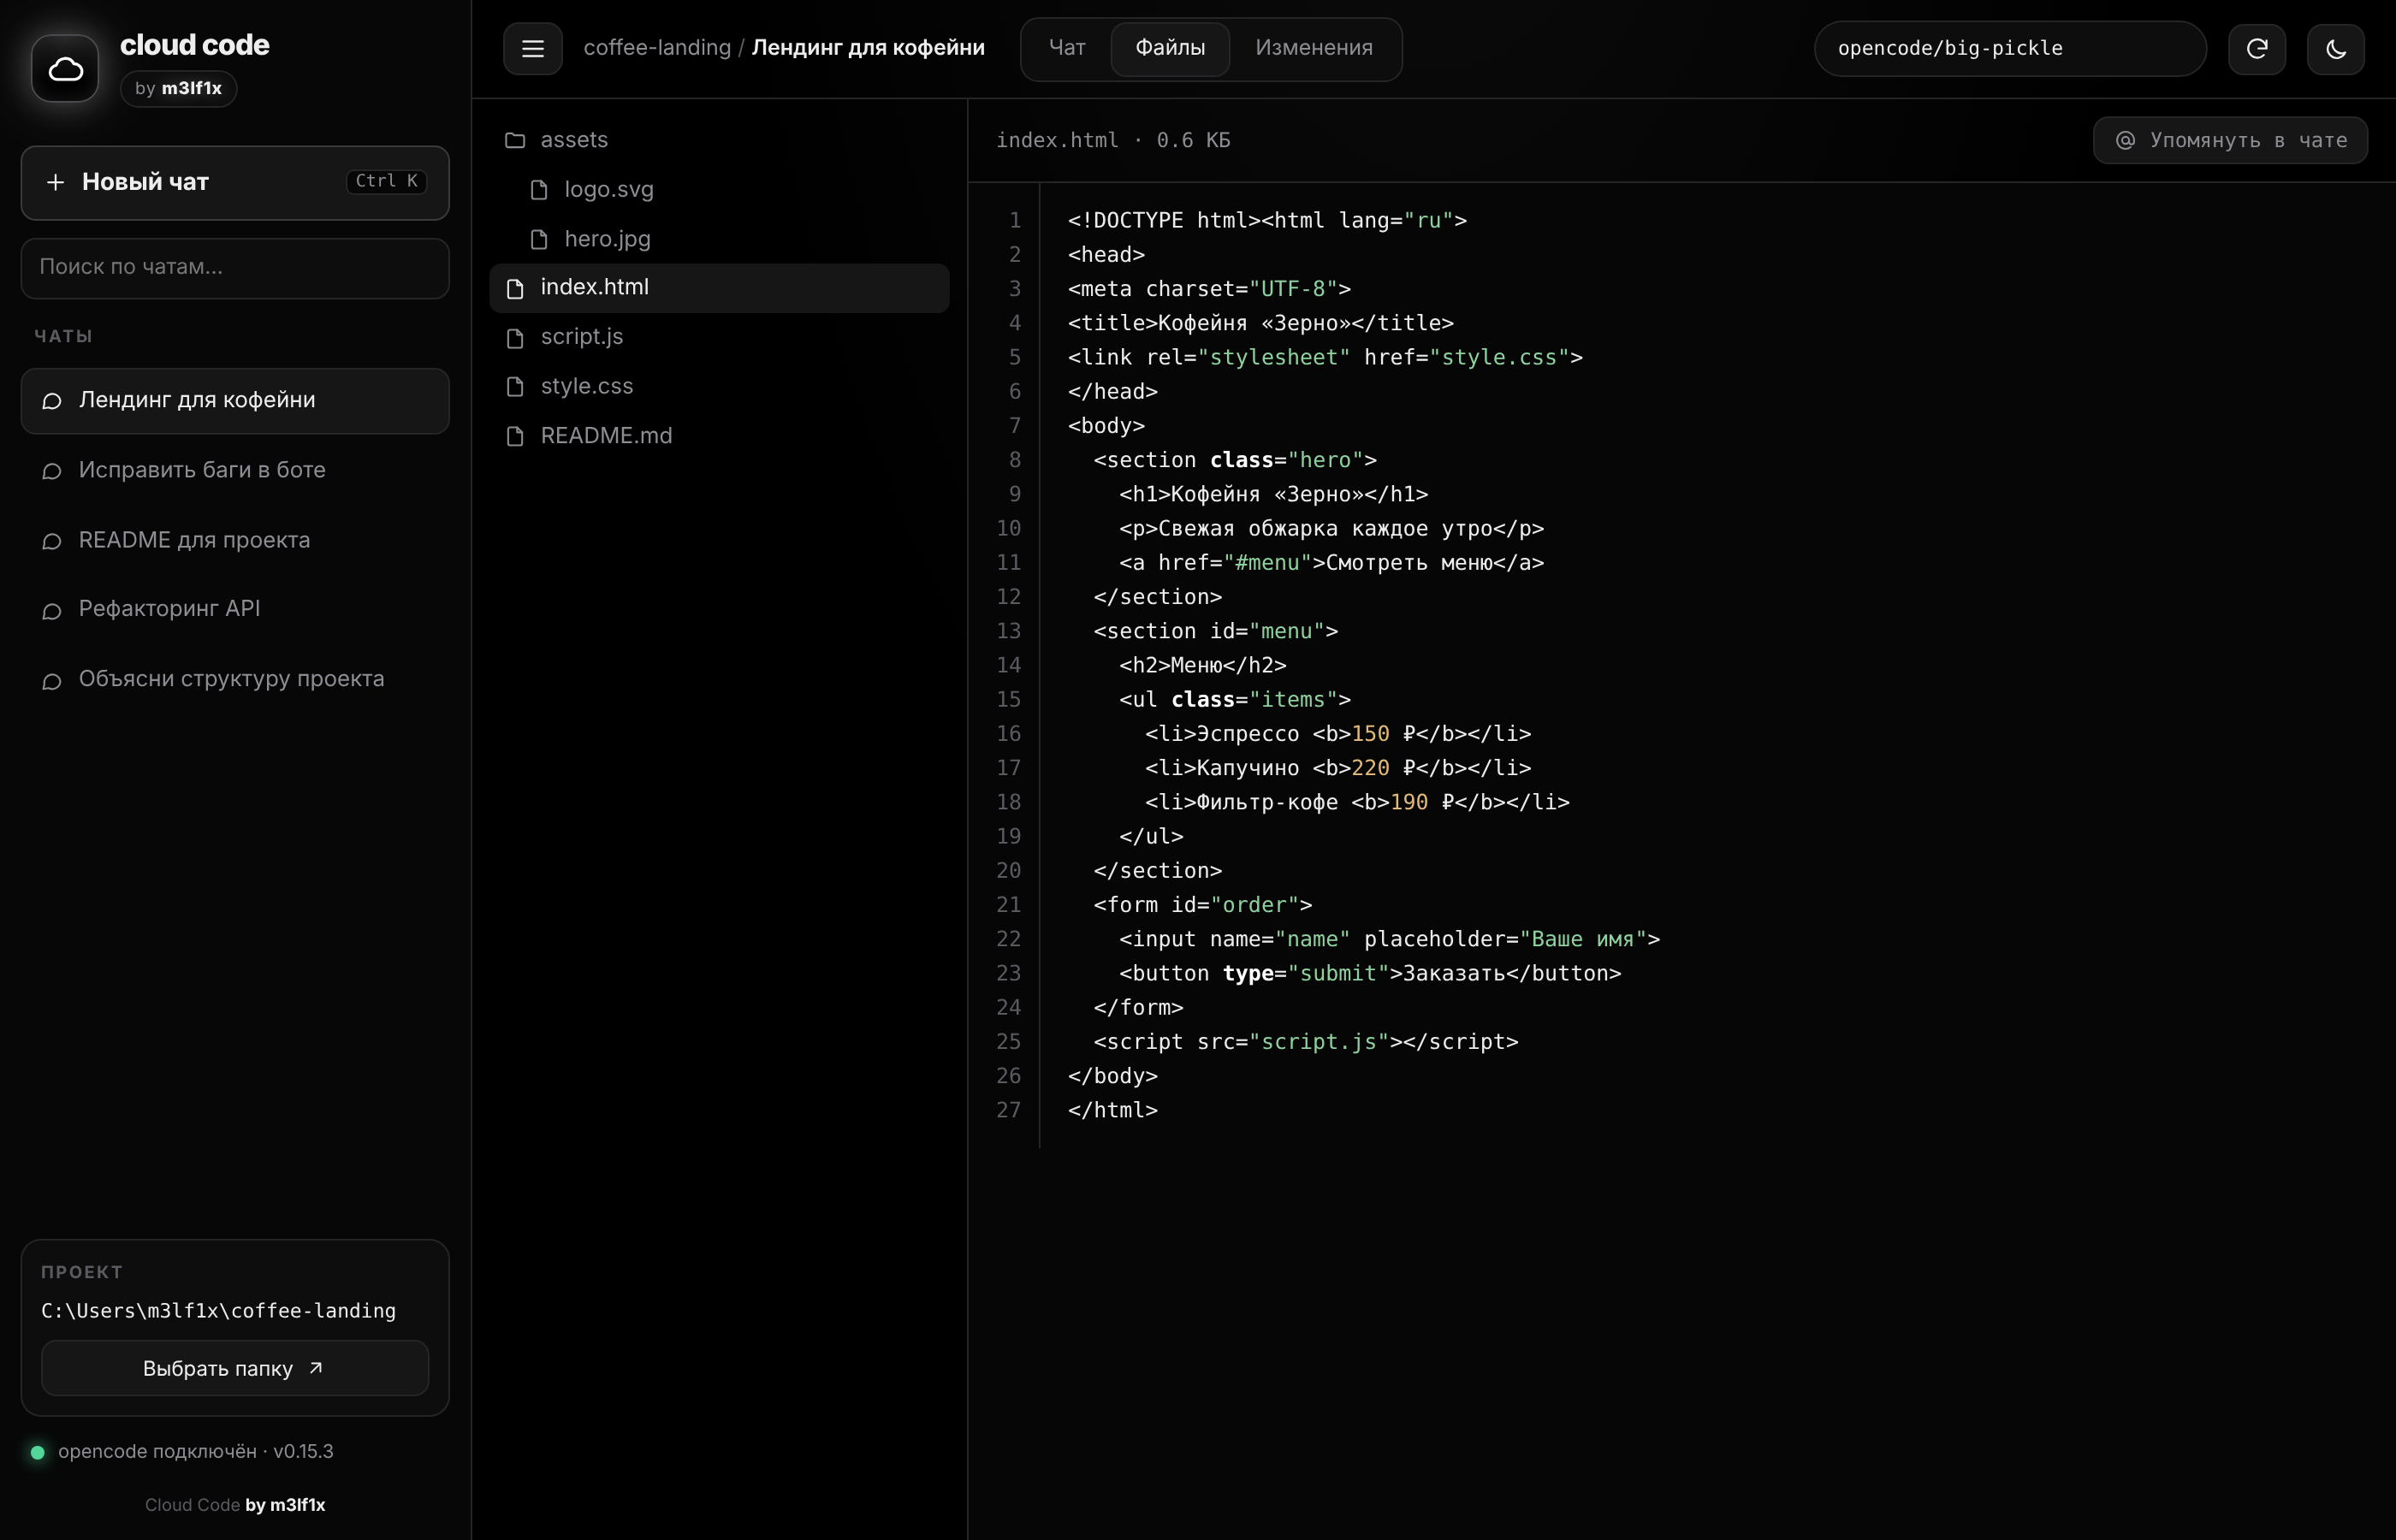 cloud code
by m3lf1x
Новый чат
Ctrl K
Поиск по чатам...
ЧАТЫ
Лендинг для кофейни
Исправить баги в боте
README для проекта
Рефакторинг API
Объясни структуру проекта
ПРОЕКТ
C:\Users\m3lf1x\coffee-landing
Выбрать папку
opencode подключён · v0.15.3
Cloud Code by m3lf1x
coffee-landing / Лендинг для кофейни
Чат
Файлы
Изменения
opencode/big-pickle
assets
logo.svg
hero.jpg
index.html
script.js
style.css
README.md
index.html · 0.6 КБ
Упомянуть в чате
1 <!DOCTYPE html><html lang="ru">
2 <head>
3 <meta charset="UTF-8">
4 <title>Кофейня «Зерно»</title>
5 <link rel="stylesheet" href="style.css">
6 </head>
7 <body>
8   <section class="hero">
9     <h1>Кофейня «Зерно»</h1>
10     <p>Свежая обжарка каждое утро</p>
11     <a href="#menu">Смотреть меню</a>
12   </section>
13   <section id="menu">
14     <h2>Меню</h2>
15     <ul class="items">
16       <li>Эспрессо <b>150 ₽</b></li>
17       <li>Капучино <b>220 ₽</b></li>
18       <li>Фильтр-кофе <b>190 ₽</b></li>
19     </ul>
20   </section>
21   <form id="order">
22     <input name="name" placeholder="Ваше имя">
23     <button type="submit">Заказать</button>
24   </form>
25   <script src="script.js"></script>
26 </body>
27 </html>